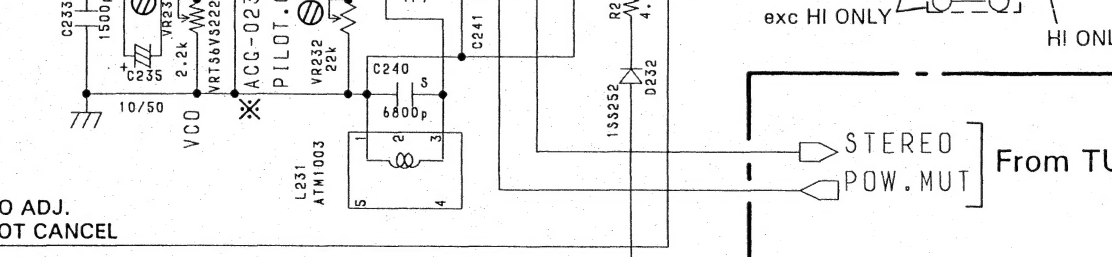 C233
1500p
C235
10/50
VR23
2.2k
VRTS6VS222
VCO
ACG-023
PILOT.
※
VR232
22k
C240
S
6800p
1
2
3
5
4
L231
ATM1003
C241
R2
4.
D232
1SS252
exc HI ONLY
HI ONL
STEREO
POW.MUT
From TU
O ADJ.
OT CANCEL